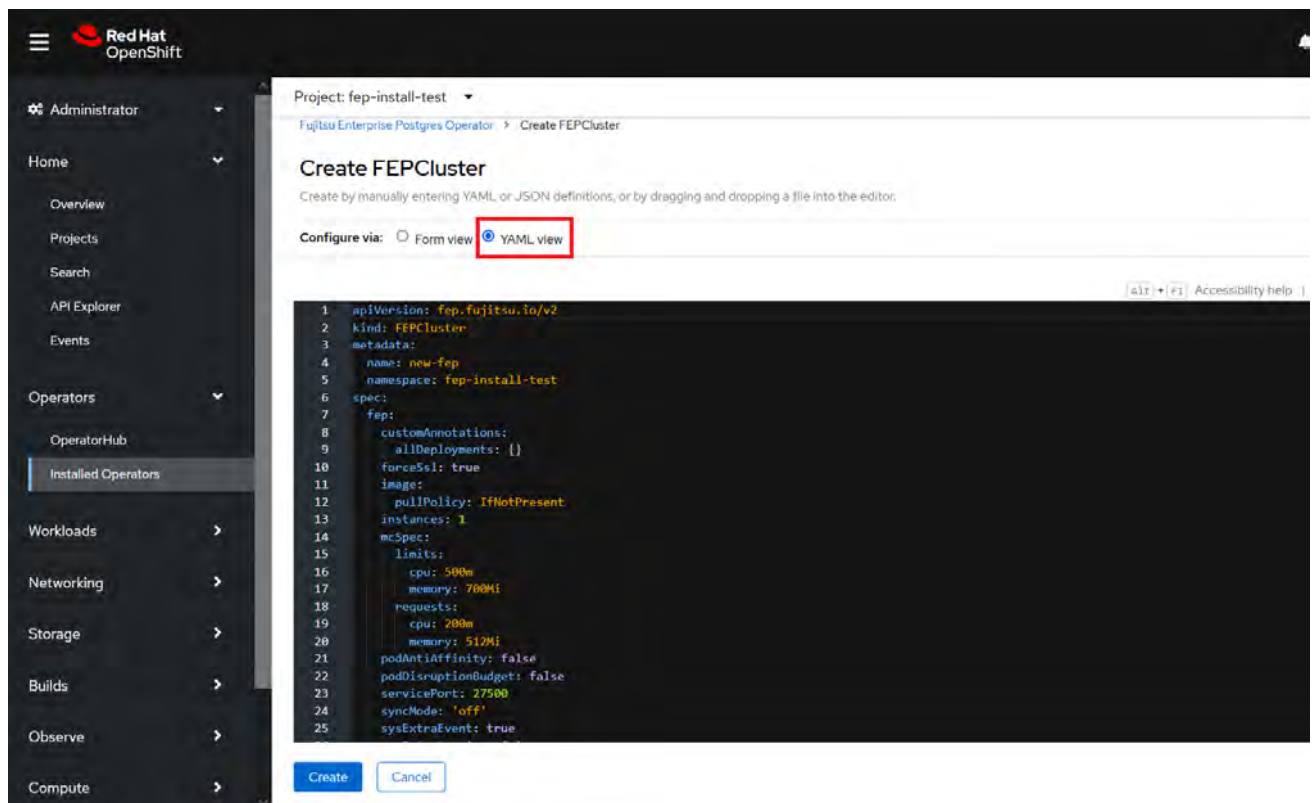 Red Hat
OpenShift
Administrator
Home
Overview
Projects
Search
API Explorer
Events
Operators
OperatorHub
Installed Operators
Workloads
Networking
Storage
Builds
Observe
Compute
Project: fep-install-test
Fujitsu Enterprise Postgres Operator > Create FEPCluster
Create FEPCluster
Create by manually entering YAML or JSON definitions, or by dragging and dropping a file into the editor.
Configure via: Form view YAML view
Alt + F1 Accessibility help |
1 apiVersion: fep.fujitsu.io/v2
2 kind: FEPCluster
3 metadata:
4 name: new-fep
5 namespace: fep-install-test
6 spec:
7 fep:
8 customAnnotations:
9 allDeployments: {}
10 forceSsl: true
11 image:
12 pullPolicy: IfNotPresent
13 instances: 1
14 mcSpec:
15 limits:
16 cpu: 500m
17 memory: 700Mi
18 requests:
19 cpu: 200m
20 memory: 512Mi
21 podAntiAffinity: false
22 podDisruptionBudget: false
23 servicePort: 27500
24 syncMode: 'off'
25 sysExtraEvent: true
Create Cancel